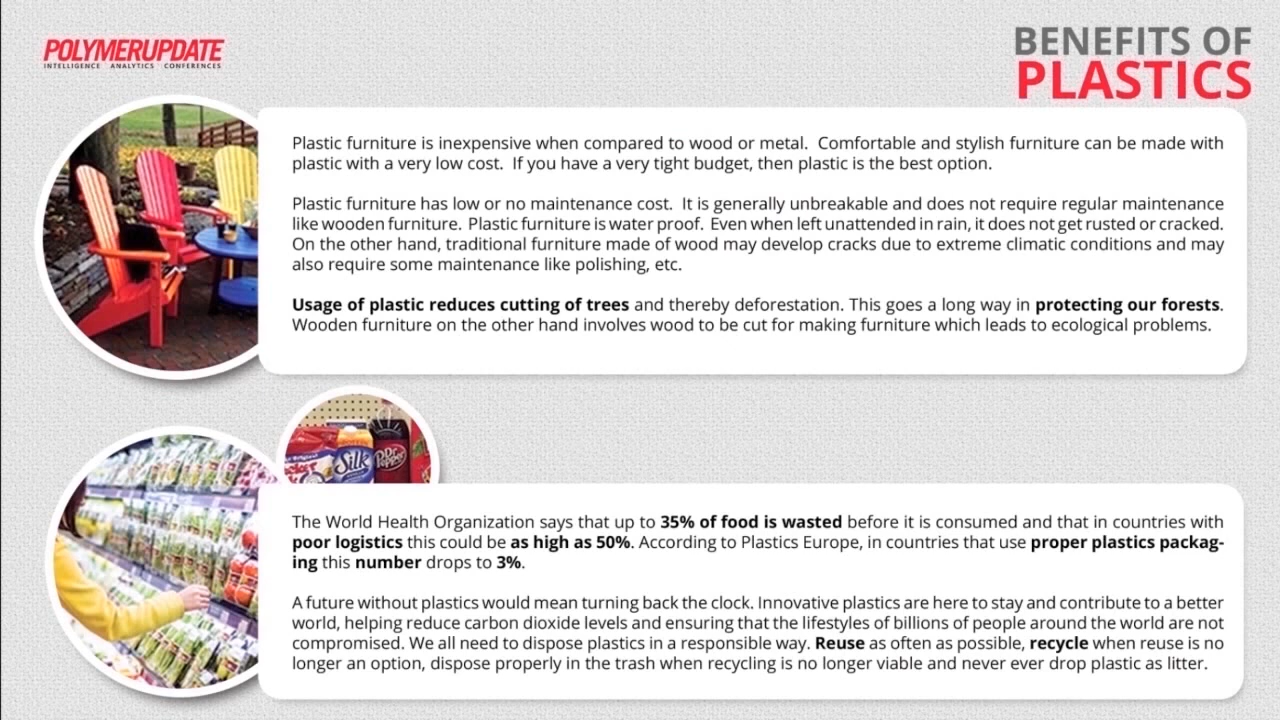 POLYMERUPDATE
INTELLIGENCE ANALYTICS CONFERENCES
BENEFITS OF
PLASTICS
Plastic furniture is inexpensive when compared to wood or metal. Comfortable and stylish furniture can be made with
plastic with a very low cost. If you have a very tight budget, then plastic is the best option.
Plastic furniture has low or no maintenance cost. It is generally unbreakable and does not require regular maintenance
like wooden furniture. Plastic furniture is water proof. Even when left unattended in rain, it does not get rusted or cracked.
On the other hand, traditional furniture made of wood may develop cracks due to extreme climatic conditions and may
also require some maintenance like polishing, etc.
Usage of plastic reduces cutting of trees and thereby deforestation. This goes a long way in protecting our forests.
Wooden furniture on the other hand involves wood to be cut for making furniture which leads to ecological problems.
Silk
Dr Pepper
The World Health Organization says that up to 35% of food is wasted before it is consumed and that in countries with
poor logistics this could be as high as 50%. According to Plastics Europe, in countries that use proper plastics packag-
ing this number drops to 3%.
A future without plastics would mean turning back the clock. Innovative plastics are here to stay and contribute to a better
world, helping reduce carbon dioxide levels and ensuring that the lifestyles of billions of people around the world are not
compromised. We all need to dispose plastics in a responsible way. Reuse as often as possible, recycle when reuse is no
longer an option, dispose properly in the trash when recycling is no longer viable and never ever drop plastic as litter.